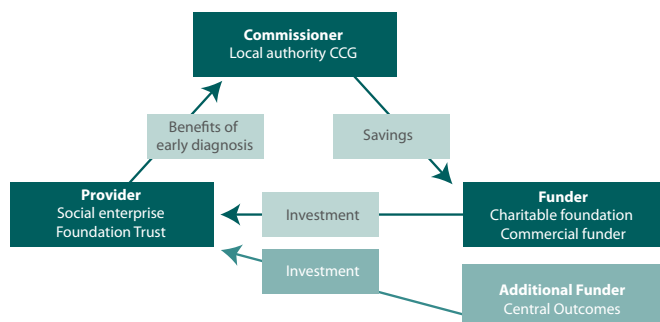 Commissioner
Local authority CCG
Benefits of
early diagnosis
Savings
Provider
Social enterprise
Foundation Trust
Investment
Funder
Charitable foundation
Commercial funder
Investment
Additional Funder
Central Outcomes